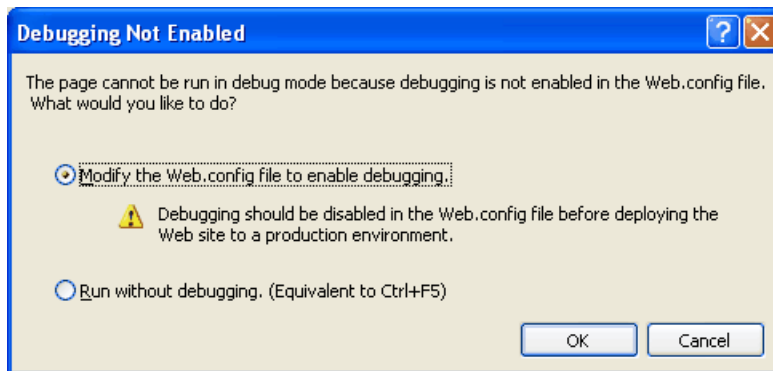 Debugging Not Enabled
The page cannot be run in debug mode because debugging is not enabled in the Web.config file.
What would you like to do?
Modify the Web.config file to enable debugging.
Debugging should be disabled in the Web.config file before deploying the
Web site to a production environment.
Run without debugging. (Equivalent to Ctrl+F5)
OK Cancel